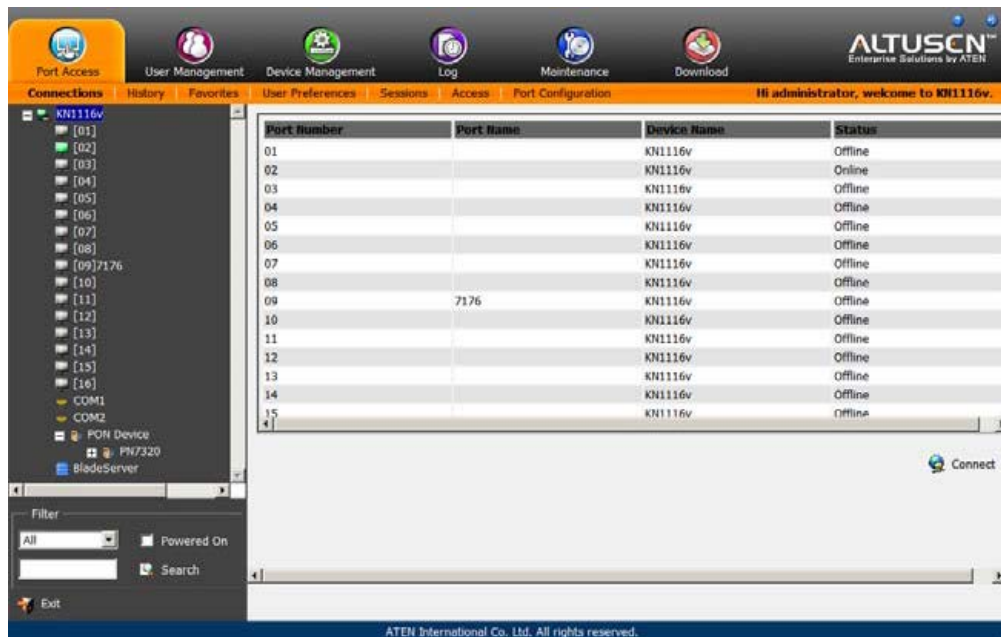 ALTUSEN™
Enterprise Solutions by ATEN
Port Access User Management Device Management Log Maintenance Download
Connections History Favorites User Preferences Sessions Access Port Configuration Hi administrator, welcome to KN1116v.
KN1116v
[01]
[02]
[03]
[04]
[05]
[06]
[07]
[08]
[09]7176
[10]
[11]
[12]
[13]
[14]
[15]
[16]
COM1
COM2
PON Device
PN7320
BladeServer
Filter
All Powered On
Search
Exit
Port Number Port Name Device Name Status
01 KN1116v Offline
02 KN1116v Online
03 KN1116v Offline
04 KN1116v Offline
05 KN1116v Offline
06 KN1116v Offline
07 KN1116v Offline
08 KN1116v Offline
09 7176 KN1116v Offline
10 KN1116v Offline
11 KN1116v Offline
12 KN1116v Offline
13 KN1116v Offline
14 KN1116v Offline
15 KN1116v Offline
Connect
ATEN International Co. Ltd. All rights reserved.